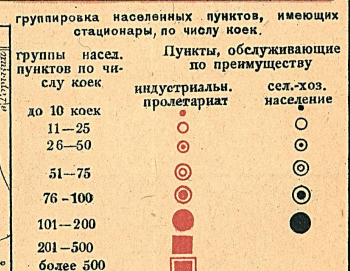 группировка населенных пунктов, имеющих
стационары, по числу коек.
группы насел. пунктов по числу коек
Пункты, обслуживающие
по преимуществу
индустриальн. пролетариат
сел.-хоз. население
до 10 коек
11—25
26—50
51—75
76-100
101—200
201—500
более 500